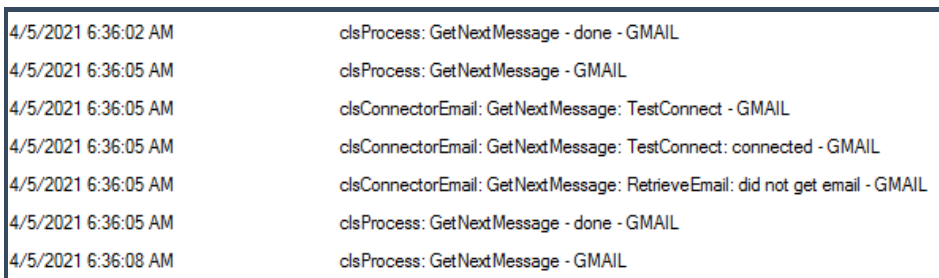 4/5/2021 6:36:02 AM clsProcess: GetNextMessage - done - GMAIL
4/5/2021 6:36:05 AM clsProcess: GetNextMessage - GMAIL
4/5/2021 6:36:05 AM clsConnectorEmail: GetNextMessage: TestConnect - GMAIL
4/5/2021 6:36:05 AM clsConnectorEmail: GetNextMessage: TestConnect: connected - GMAIL
4/5/2021 6:36:05 AM clsConnectorEmail: GetNextMessage: RetrieveEmail: did not get email - GMAIL
4/5/2021 6:36:05 AM clsProcess: GetNextMessage - done - GMAIL
4/5/2021 6:36:08 AM clsProcess: GetNextMessage - GMAIL